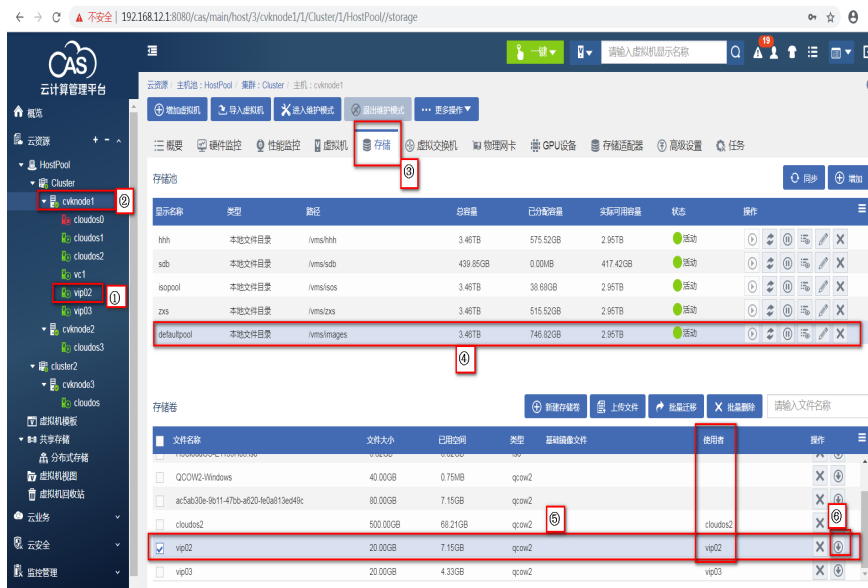 不安全 | 192.168.12.1:8080/cas/main/host/3/cvknode1/1/Cluster/1/HostPool//storage
CAS
云计算管理平台
一键
请输入虚拟机显示名称
19
云资源 / 主机池 : HostPool / 集群 : Cluster / 主机 : cvknode1
增加虚拟机
导入虚拟机
进入维护模式
退出维护模式
更多操作
概要
硬件监控
性能监控
虚拟机
存储
虚拟交换机
物理网卡
GPU设备
存储适配器
高级设置
任务
③
概览
云资源
HostPool
Cluster
cvknode1
②
cloudos0
cloudos1
cloudos2
vc1
vip02
①
vip03
cvknode2
cloudos3
cluster2
cvknode3
cloudos
虚拟机模板
共享存储
分布式存储
虚拟机视图
虚拟机回收站
云业务
云安全
监控管理
存储池
同步
增加
显示名称 类型 路径 总容量 已分配容量 实际可用容量 状态 操作
hhh 本地文件目录 /vms/hhh 3.46TB 575.52GB 2.95TB 活动
sdb 本地文件目录 /vms/sdb 439.85GB 0.00MB 417.42GB 活动
isopool 本地文件目录 /vms/isos 3.46TB 38.68GB 2.95TB 活动
zxs 本地文件目录 /vms/zxs 3.46TB 515.52GB 2.95TB 活动
defaultpool 本地文件目录 /vms/images 3.46TB 746.92GB 2.95TB 活动
④
存储卷
新建存储卷
上传文件
批量迁移
批量删除
请输入文件名称
文件名称 文件大小 已用空间 类型 基础镜像文件 使用者 操作
QCOW2-Windows 40.00GB 0.75MB qcow2
ac5ab30e-9b11-47bb-a620-fe0a813ed49c 80.00GB 7.15GB qcow2
cloudos2 500.00GB 68.21GB qcow2 ⑤ cloudos2 ⑥
vip02 20.00GB 7.15GB qcow2 vip02
vip03 20.00GB 4.33GB qcow2 vip03